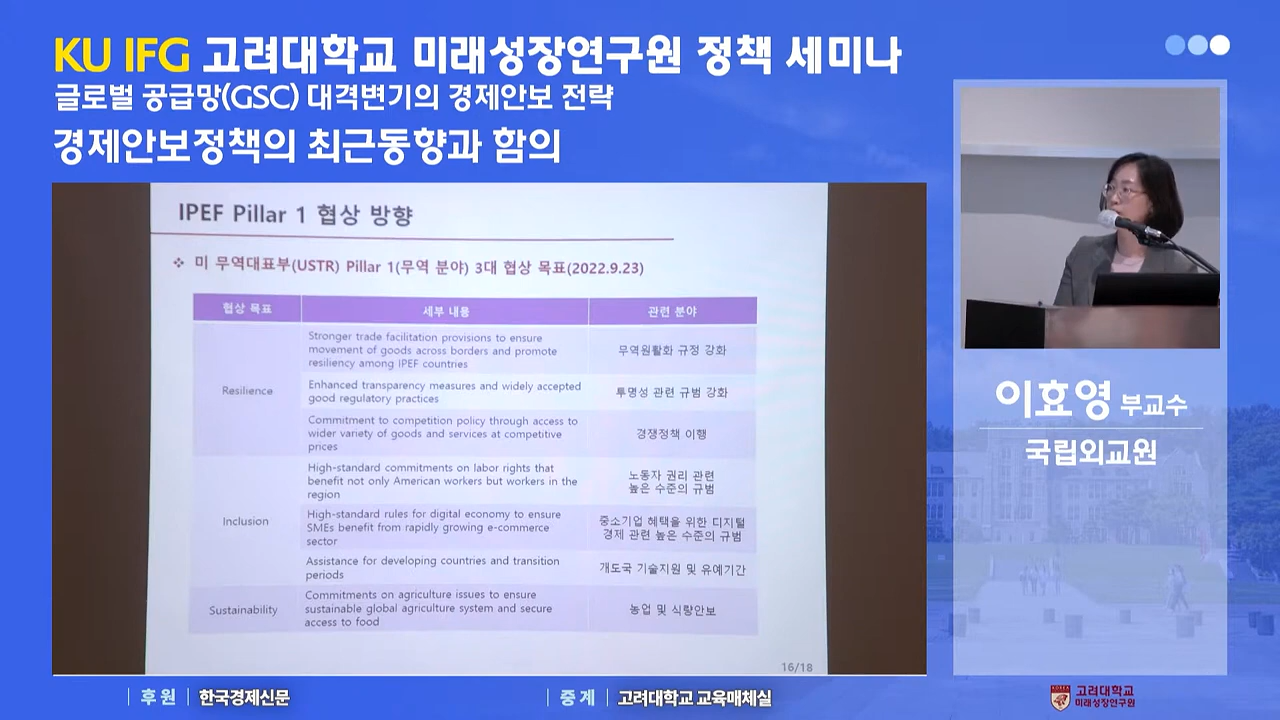 KU IFG 고려대학교 미래성장연구원 정책 세미나
글로벌 공급망(GSC) 대격변기의 경제안보 전략
경제안보정책의 최근동향과 함의
IPEF Pillar 1 협상 방향
❖ 미 무역대표부(USTR) Pillar 1(무역 분야) 3대 협상 목표(2022.9.23)
협상 목표 세부 내용 관련 분야
Resilience
Stronger trade facilitation provisions to ensure
movement of goods across borders and promote
resiliency among IPEF countries
무역원활화 규정 강화
Enhanced transparency measures and widely accepted
good regulatory practices
투명성 관련 규범 강화
Commitment to competition policy through access to
wider variety of goods and services at competitive
prices
경쟁정책 이행
Inclusion
High-standard commitments on labor rights that
benefit not only American workers but workers in the
region
노동자 권리 관련
높은 수준의 규범
High-standard rules for digital economy to ensure
SMEs benefit from rapidly growing e-commerce
sector
중소기업 혜택을 위한 디지털
경제 관련 높은 수준의 규범
Assistance for developing countries and transition
periods
개도국 기술지원 및 유예기간
Sustainability
Commitments on agriculture issues to ensure
sustainable global agriculture system and secure
access to food
농업 및 식량안보
16/18
이효영 부교수
국립외교원
후원 한국경제신문
중계 고려대학교 교육매체실
고려대학교
미래성장연구원